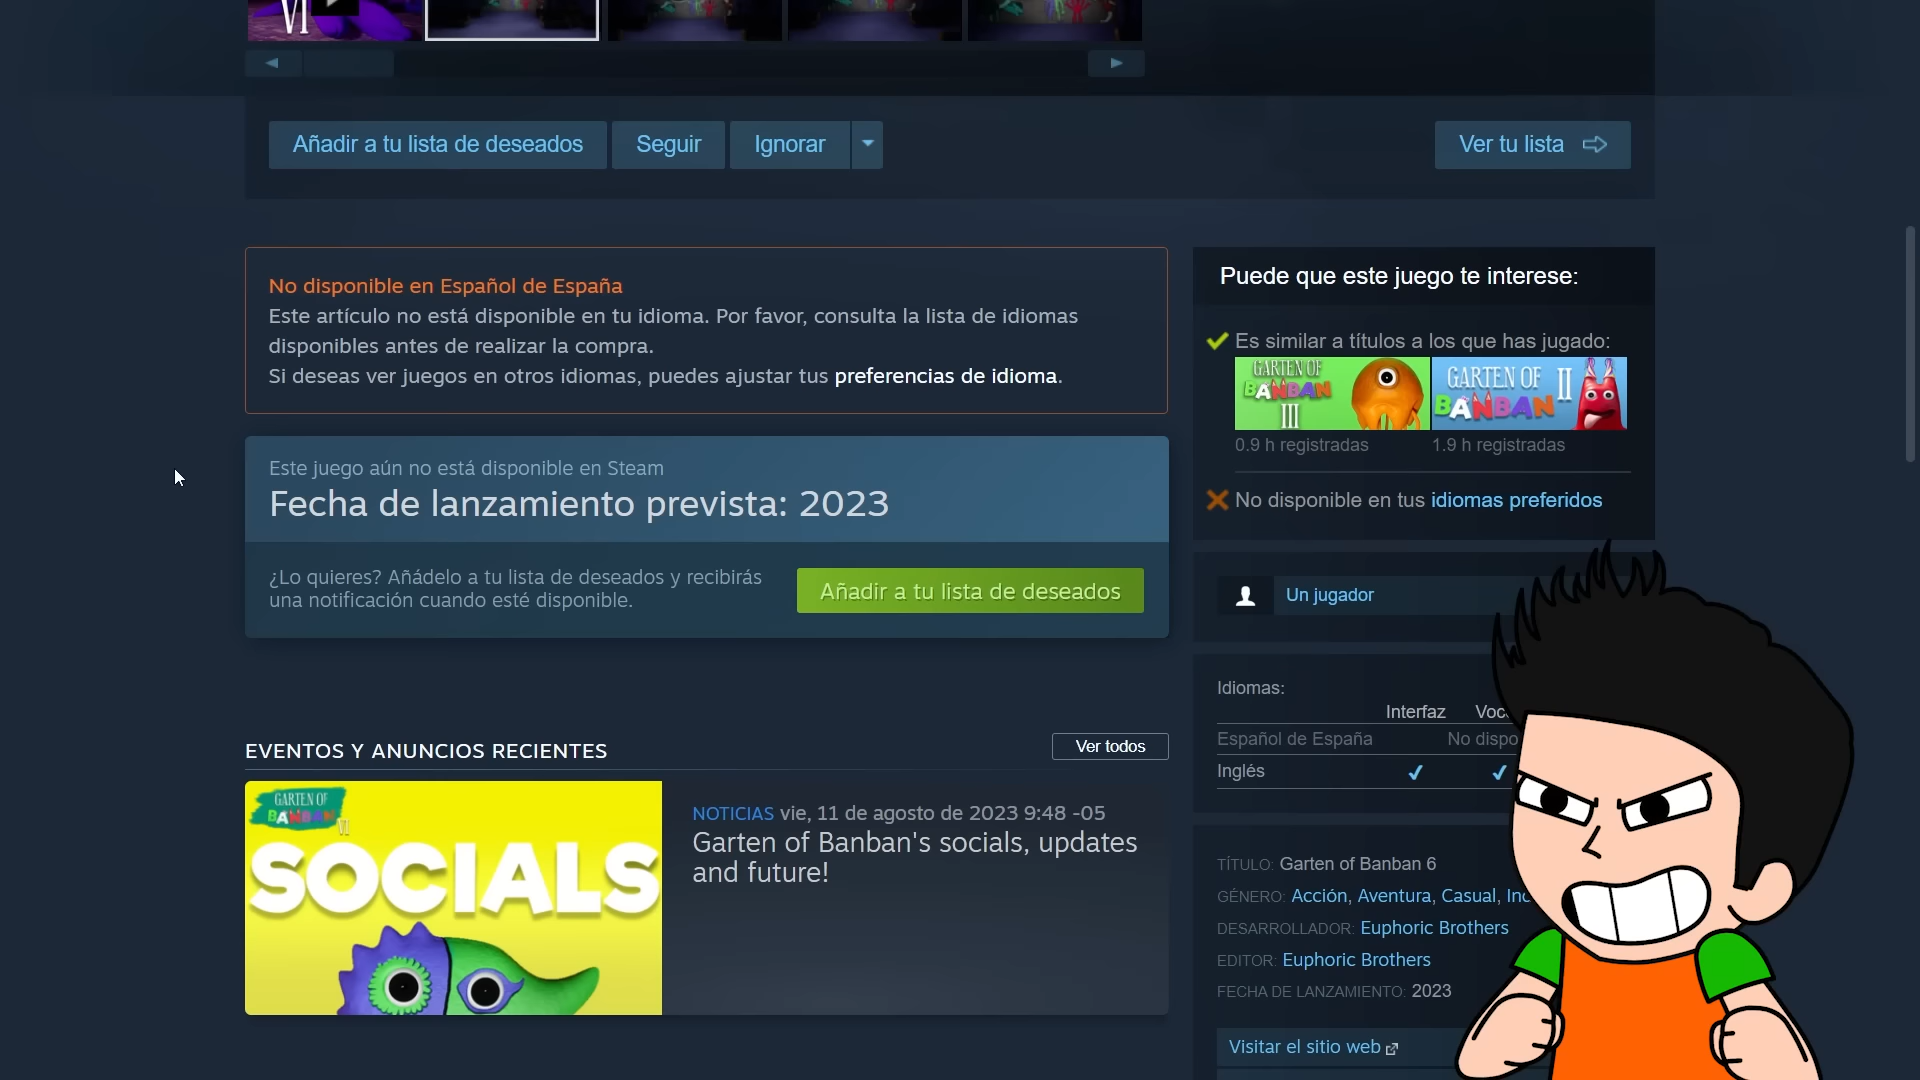 VI
Añadir a tu lista de deseados
Seguir
Ignorar
Ver tu lista
No disponible en Español de España
Este artículo no está disponible en tu idioma. Por favor, consulta la lista de idiomas
disponibles antes de realizar la compra.
Si deseas ver juegos en otros idiomas, puedes ajustar tus preferencias de idioma.
Este juego aún no está disponible en Steam
Fecha de lanzamiento prevista: 2023
¿Lo quieres? Añádelo a tu lista de deseados y recibirás
una notificación cuando esté disponible.
Añadir a tu lista de deseados
EVENTOS Y ANUNCIOS RECIENTES
Ver todos
GARTEN OF
BANBAN
VI
SOCIALS
NOTICIAS vie, 11 de agosto de 2023 9:48 -05
Garten of Banban's socials, updates
and future!
Puede que este juego te interese:
Es similar a títulos a los que has jugado:
GARTEN OF
BANBAN
III
GARTEN OF II
BANBAN
0.9 h registradas
1.9 h registradas
No disponible en tus idiomas preferidos
Un jugador
Idiomas:
Interfaz Voc
Español de España No dispo
Inglés
TÍTULO: Garten of Banban 6
GÉNERO: Acción, Aventura, Casual, In
DESARROLLADOR: Euphoric Brothers
EDITOR: Euphoric Brothers
FECHA DE LANZAMIENTO: 2023
Visitar el sitio web